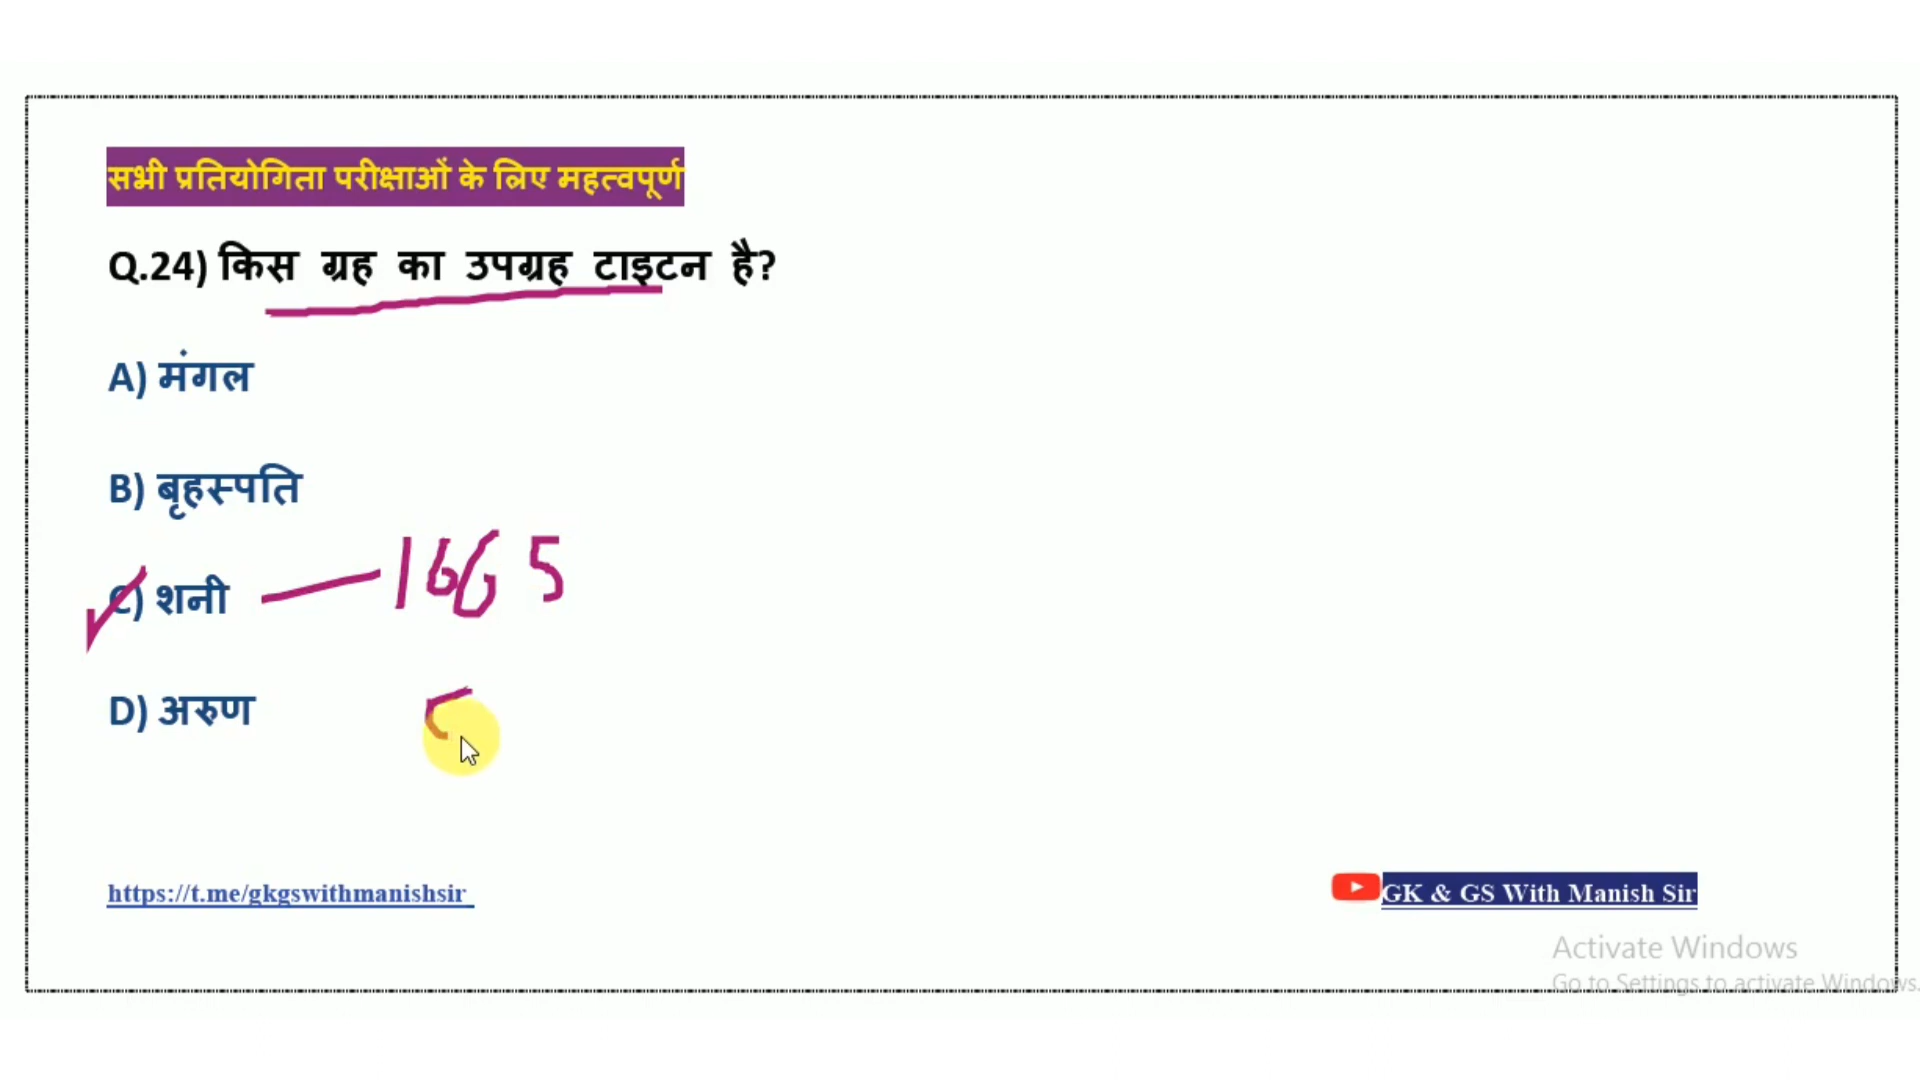 सभी प्रतियोगिता परीक्षाओं के लिए महत्वपूर्ण
Q.24) किस ग्रह का उपग्रह टाइटन है?
A) मंगल
B) बृहस्पति
C) शनी
1665
D) अरुण
https://t.me/gkgswithmanishsir
GK & GS With Manish Sir
Activate Windows
Go to Settings to activate Windows.